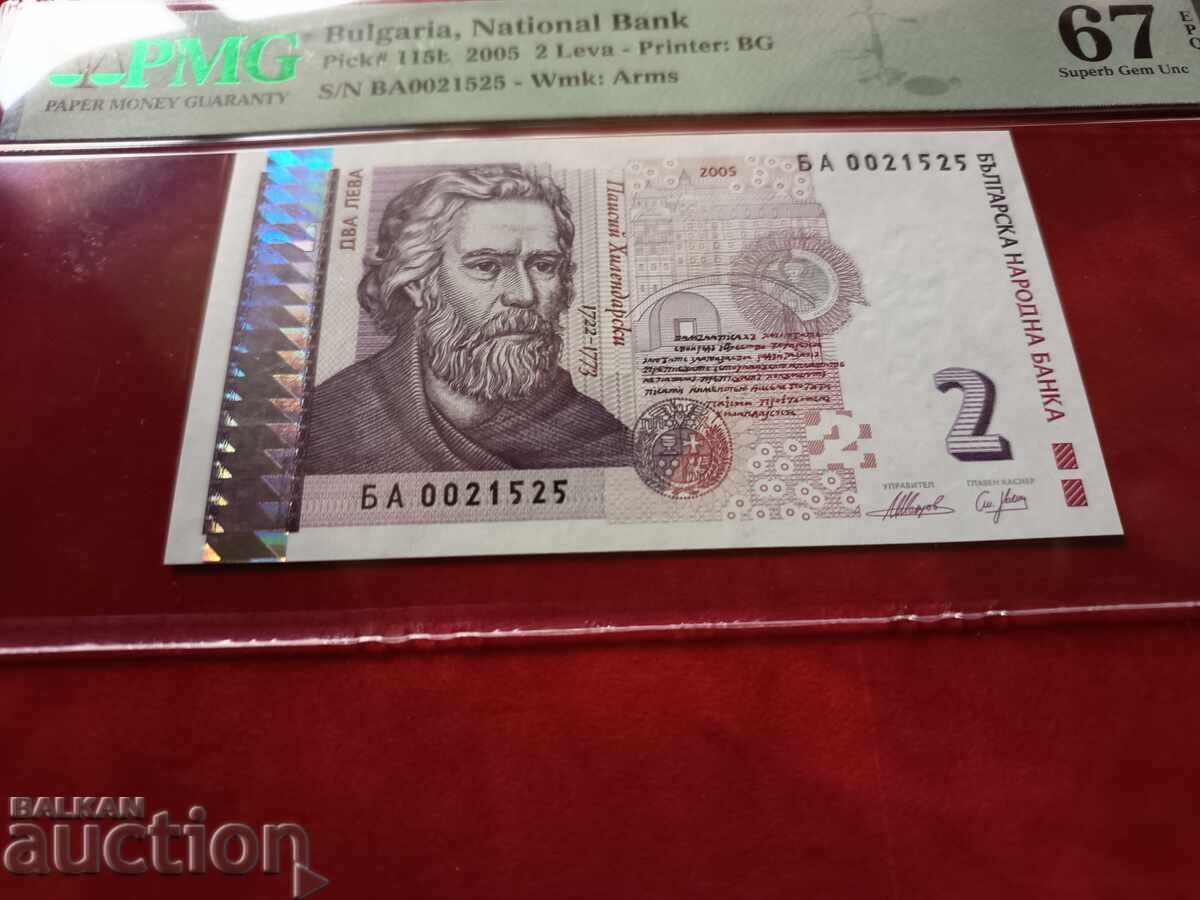 PMG
PAPER MONEY GUARANTY
Bulgaria, National Bank
Pick# 115b 2005 2 Leva - Printer: BG
S/N BA0021525 - Wmk: Arms
67
EPQ
Superb Gem Unc
ДВА ЛЕВА
Паисий Хилендарски
1722-1773
2005
БА 0021525
БЪЛГАРСКА НАРОДНА БАНКА
2
УПРАВИТЕЛ
ГЛАВЕН КАСИЕР
БА 0021525
BALKAN
auction